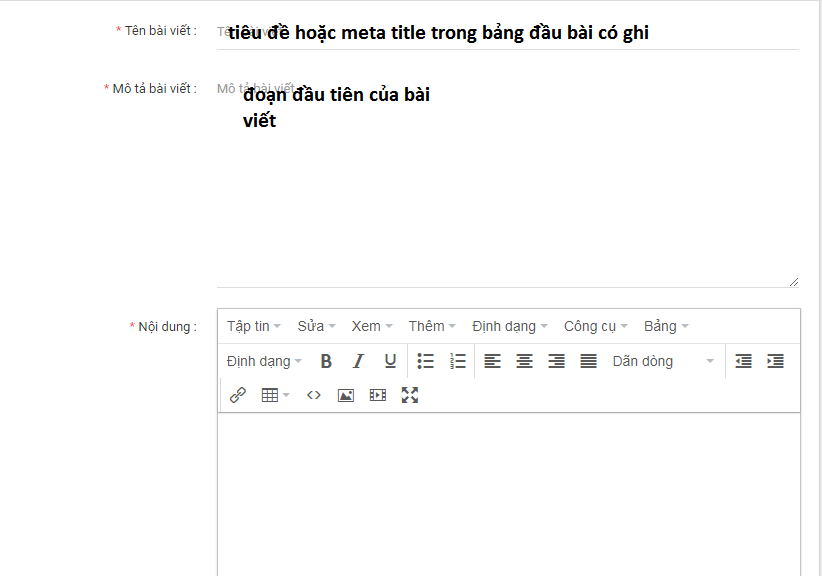 * Tên bài viết : tiêu đề hoặc meta title trong bảng đầu bài có ghi
* Mô tả bài viết : Mô tả bài viết
đoạn đầu tiên của bài
viết
* Nội dung : Tập tin Sửa Xem Thêm Định dạng Công cụ Bảng
Định dạng B I U Dãn dòng